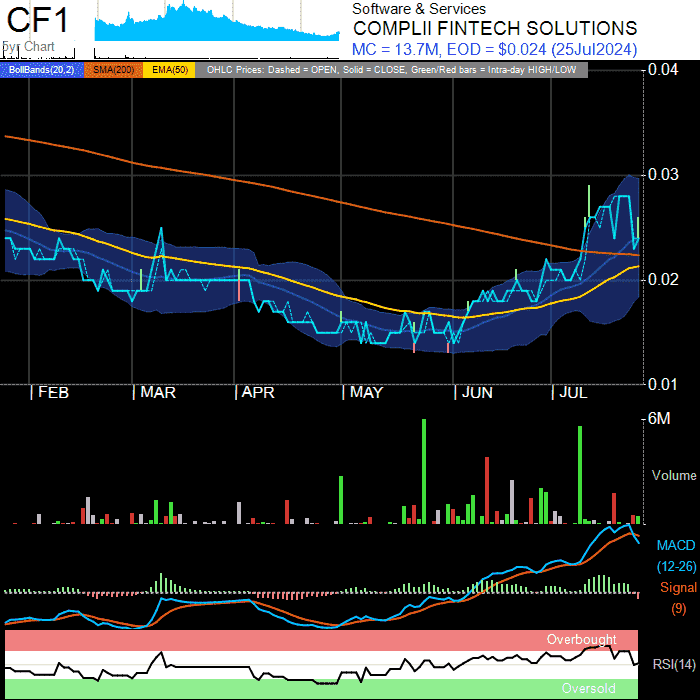 CF1
5yr Chart
Software & Services
COMPLII FINTECH SOLUTIONS
MC = 13.7M, EOD = $0.024 (25Jul2024)
BollBands(20,2) SMA(200) EMA(50) OHLC Prices: Dashed = OPEN, Solid = CLOSE, Green/Red bars = Intra-day HIGH/LOW
0.04
0.03
0.02
0.01
| FEB | MAR | APR | MAY | JUN | JUL
6M
Volume
MACD
(12-26)
Signal
(9)
Overbought
RSI(14)
Oversold